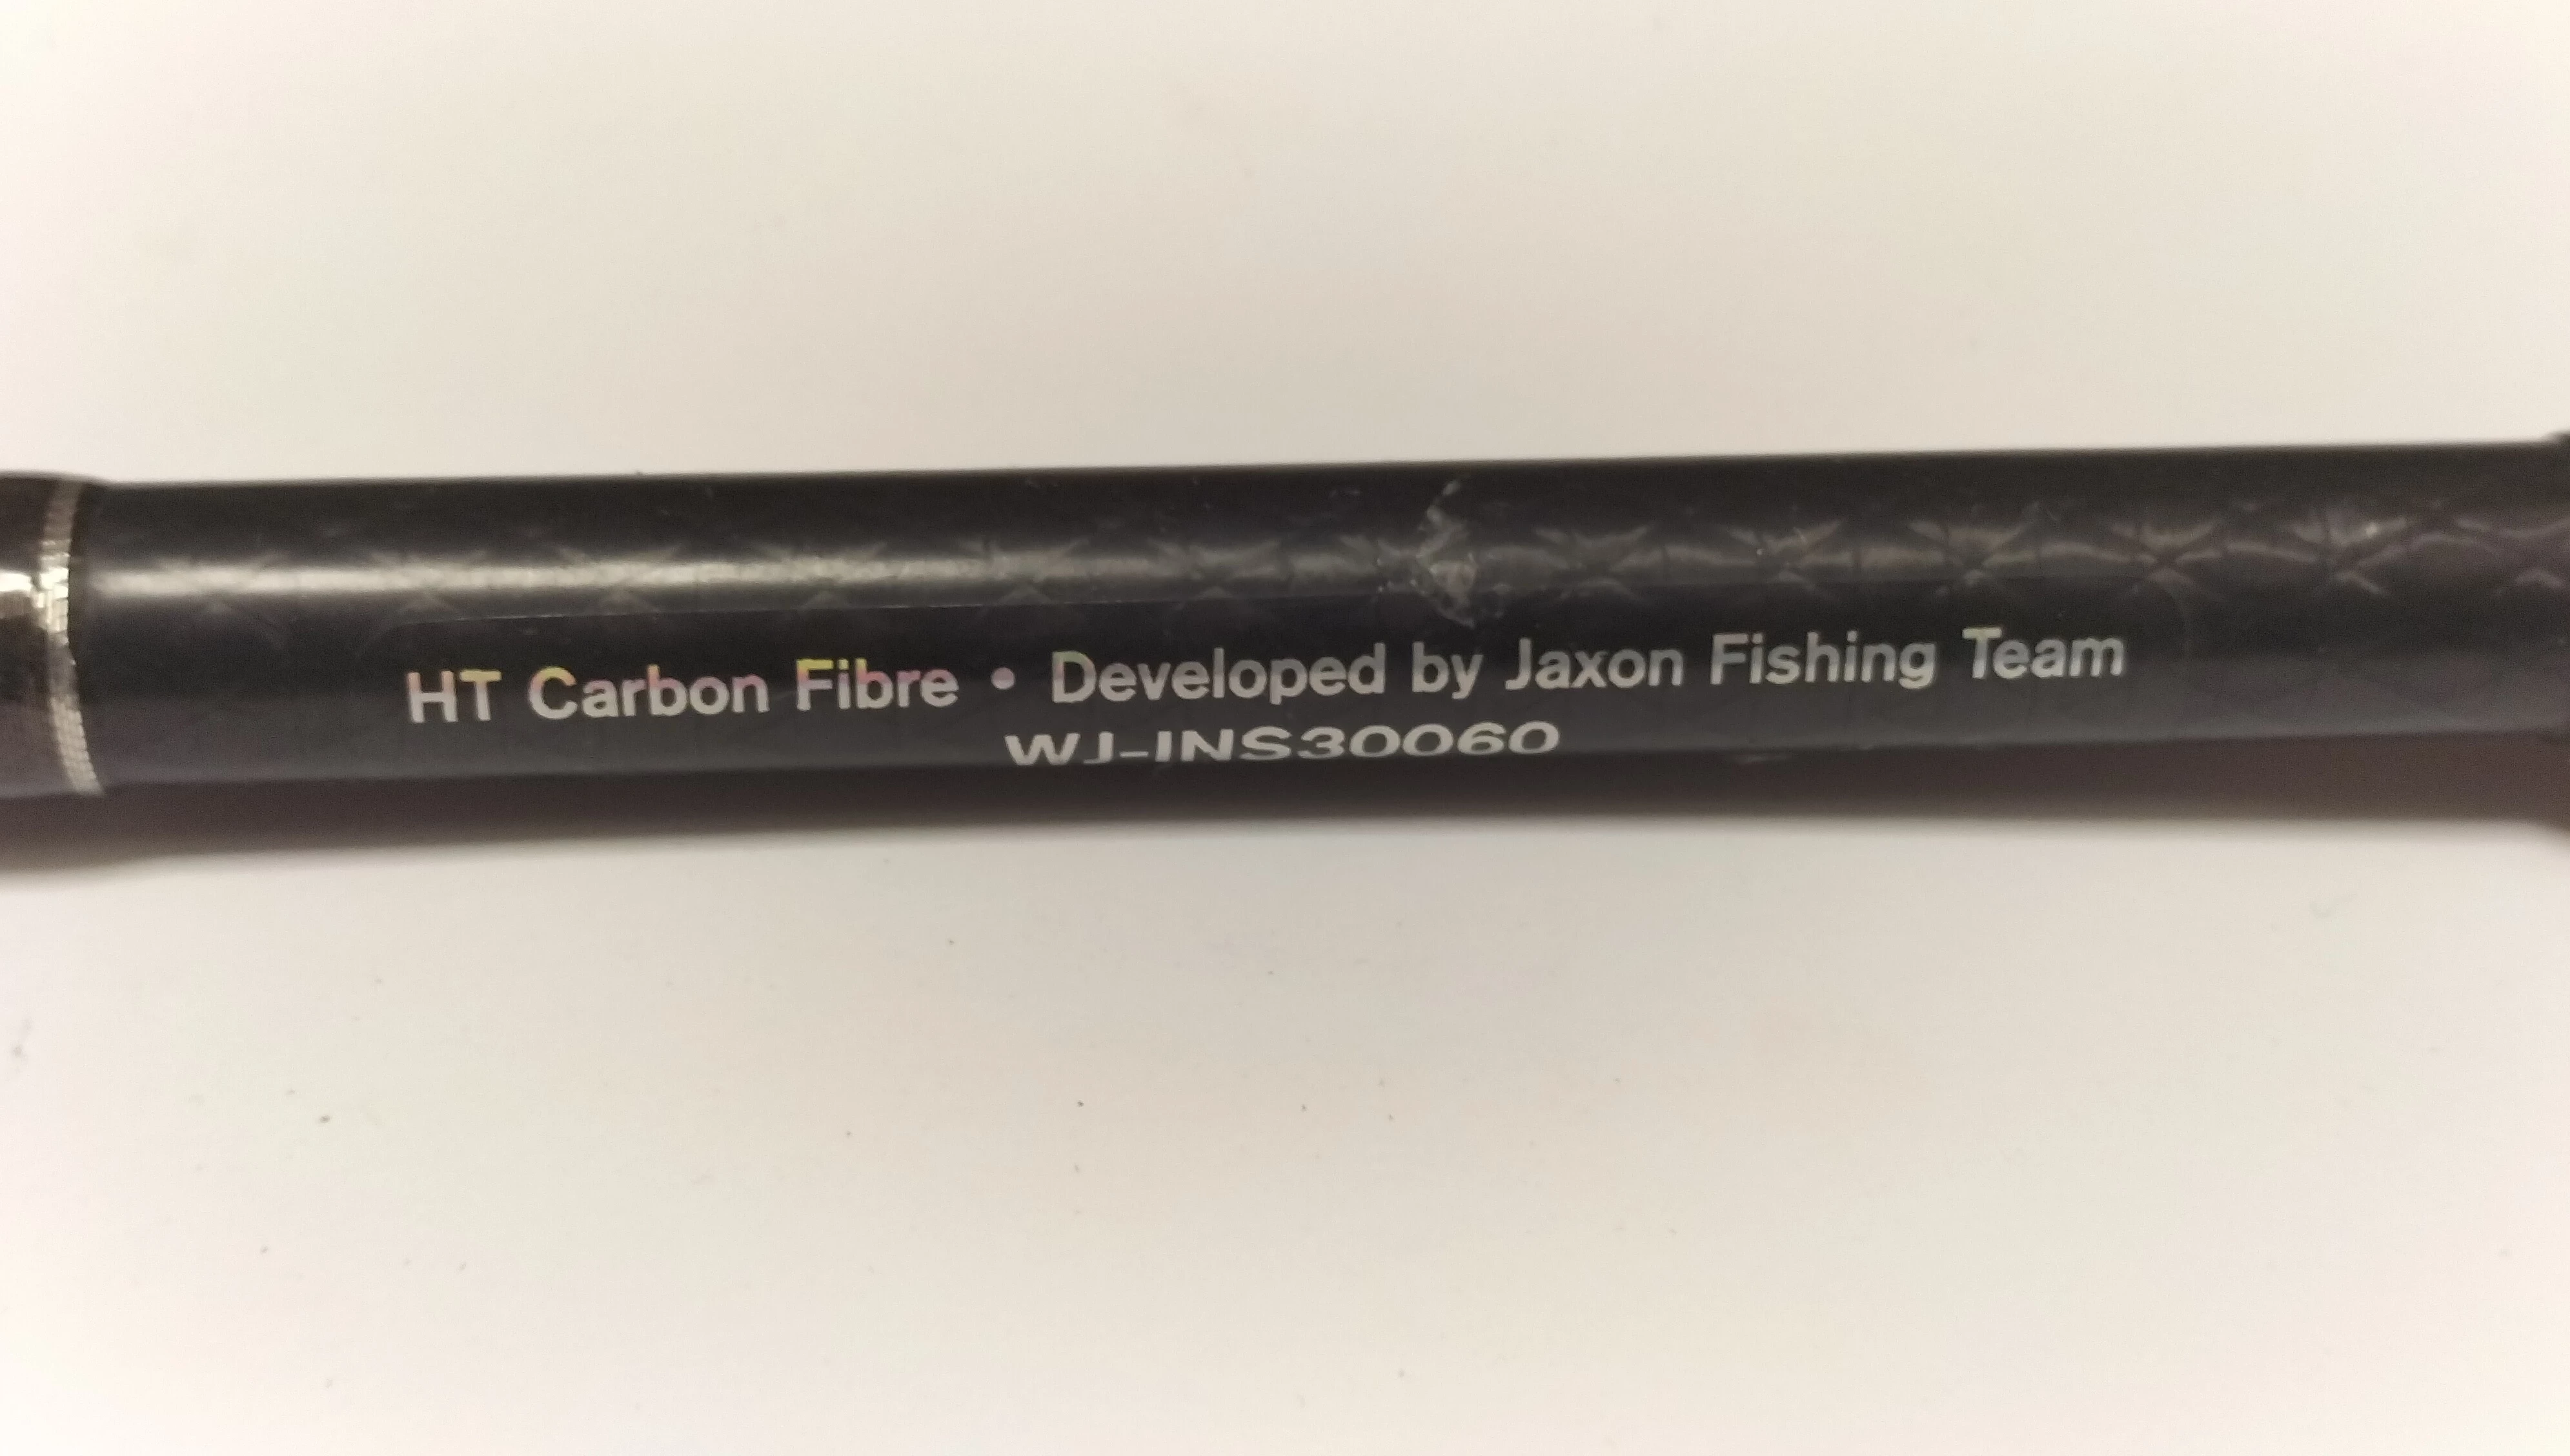 HT Carbon Fibre • Developed by Jaxon Fishing Team
WJ-INS30060